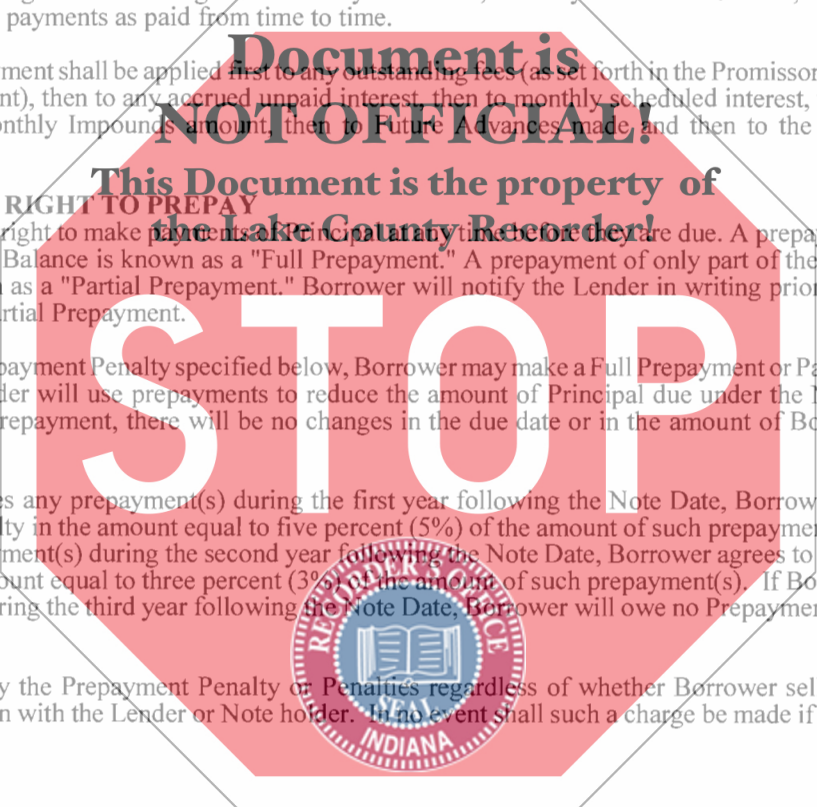 payments as paid from time to time.
Document is
ment shall be applied first to any outstanding fees (as set forth in the Promissor
nt), then to any accrued unpaid interest, then to monthly scheduled interest,
NOT OFFICIAL!
onthly Impounds amount, then to Future Advances made, and then to the
This Document is the property of
RIGHT TO PREPAY
the Lake County Recorder!
right to make payments of Principal at any time before they are due. A prepa
Balance is known as a "Full Prepayment." A prepayment of only part of the
as a "Partial Prepayment." Borrower will notify the Lender in writing prior
rtial Prepayment.
STOP
payment Penalty specified below, Borrower may make a Full Prepayment or Pa
der will use prepayments to reduce the amount of Principal due under the
repayment, there will be no changes in the due date or in the amount of Bo
es any prepayment(s) during the first year following the Note Date, Borrow
lty in the amount equal to five percent (5%) of the amount of such prepaymen
ment(s) during the second year following the Note Date, Borrower agrees to
ount equal to three percent (3%) of the amount of such prepayment(s). If Bo
ring the third year following the Note Date, Borrower will owe no Prepaymen
RECORDER'S OFFICE
y the Prepayment Penalty or Penalties regardless of whether Borrower sel
SEAL
n with the Lender or Note holder. In no event shall such a charge be made if
INDIANA